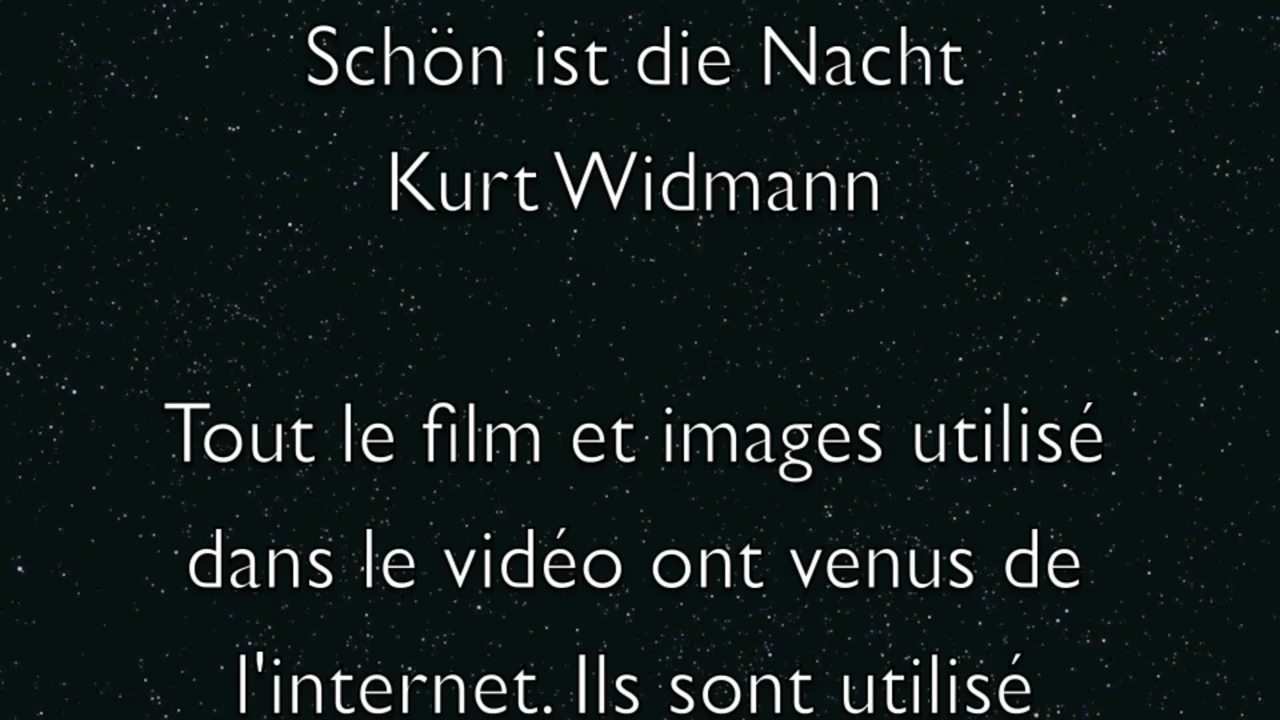 Schön ist die Nacht
Kurt Widmann
Tout le film et images utilisé
dans le vidéo ont venus de
l'internet. Ils sont utilisé